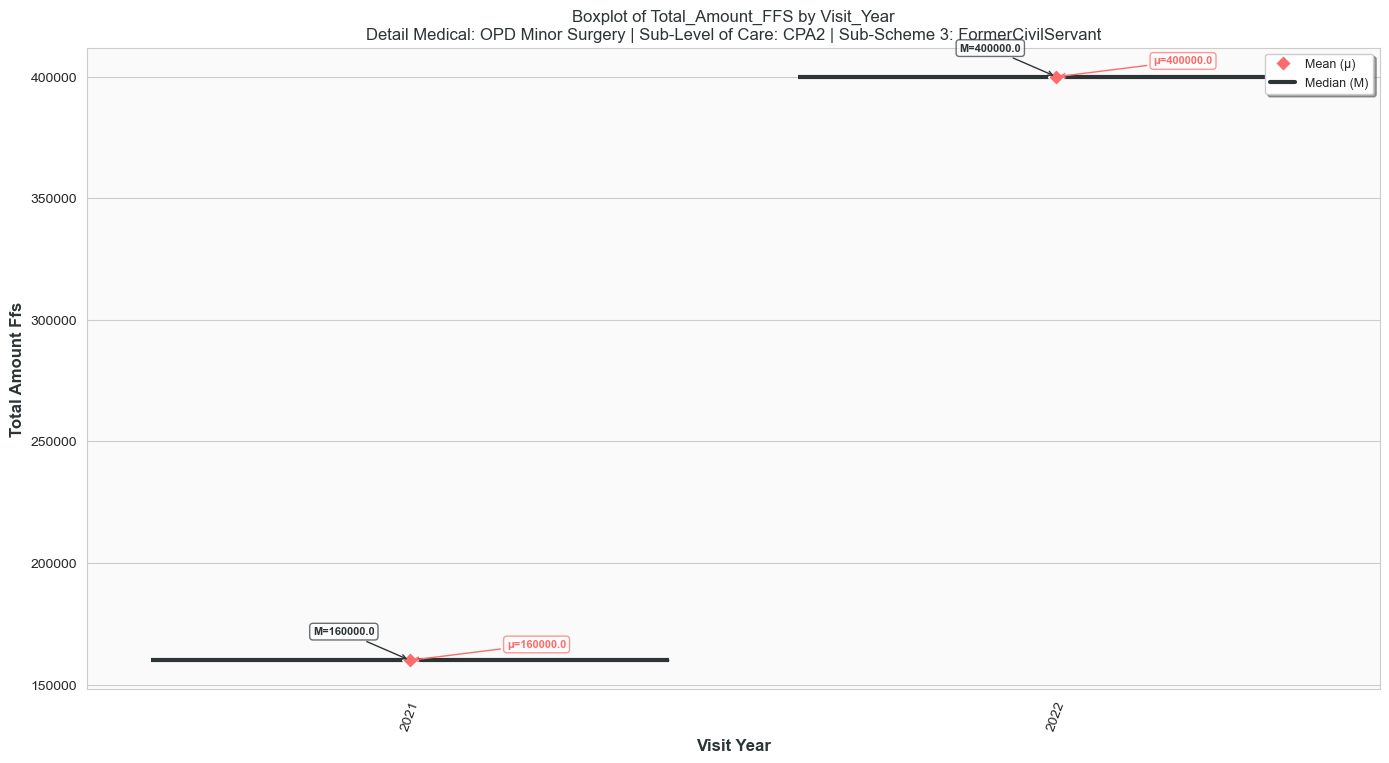 Boxplot of Total_Amount_FFS by Visit_Year
Detail Medical: OPD Minor Surgery | Sub-Level of Care: CPA2 | Sub-Scheme 3: FormerCivilServant
M=400000.0
μ=400000.0
Mean (μ)
Median (M)
400000
350000
300000
250000
200000
150000
Total Amount Ffs
M=160000.0
μ=160000.0
2021
2022
Visit Year